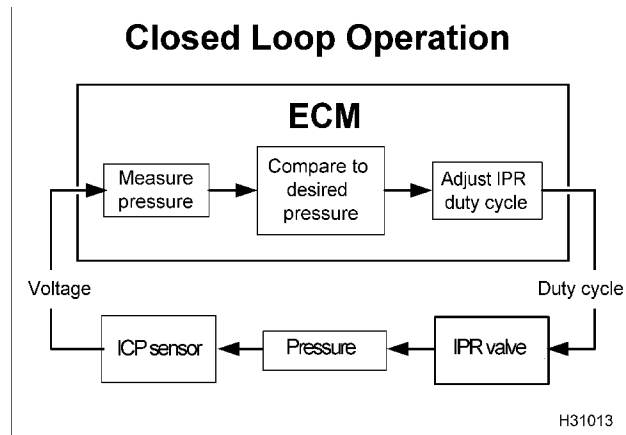 Closed Loop Operation
ECM
Measure
pressure
Compare to
desired
pressure
Adjust IPR
duty cycle
Voltage
Duty cycle
ICP sensor
Pressure
IPR valve
H31013